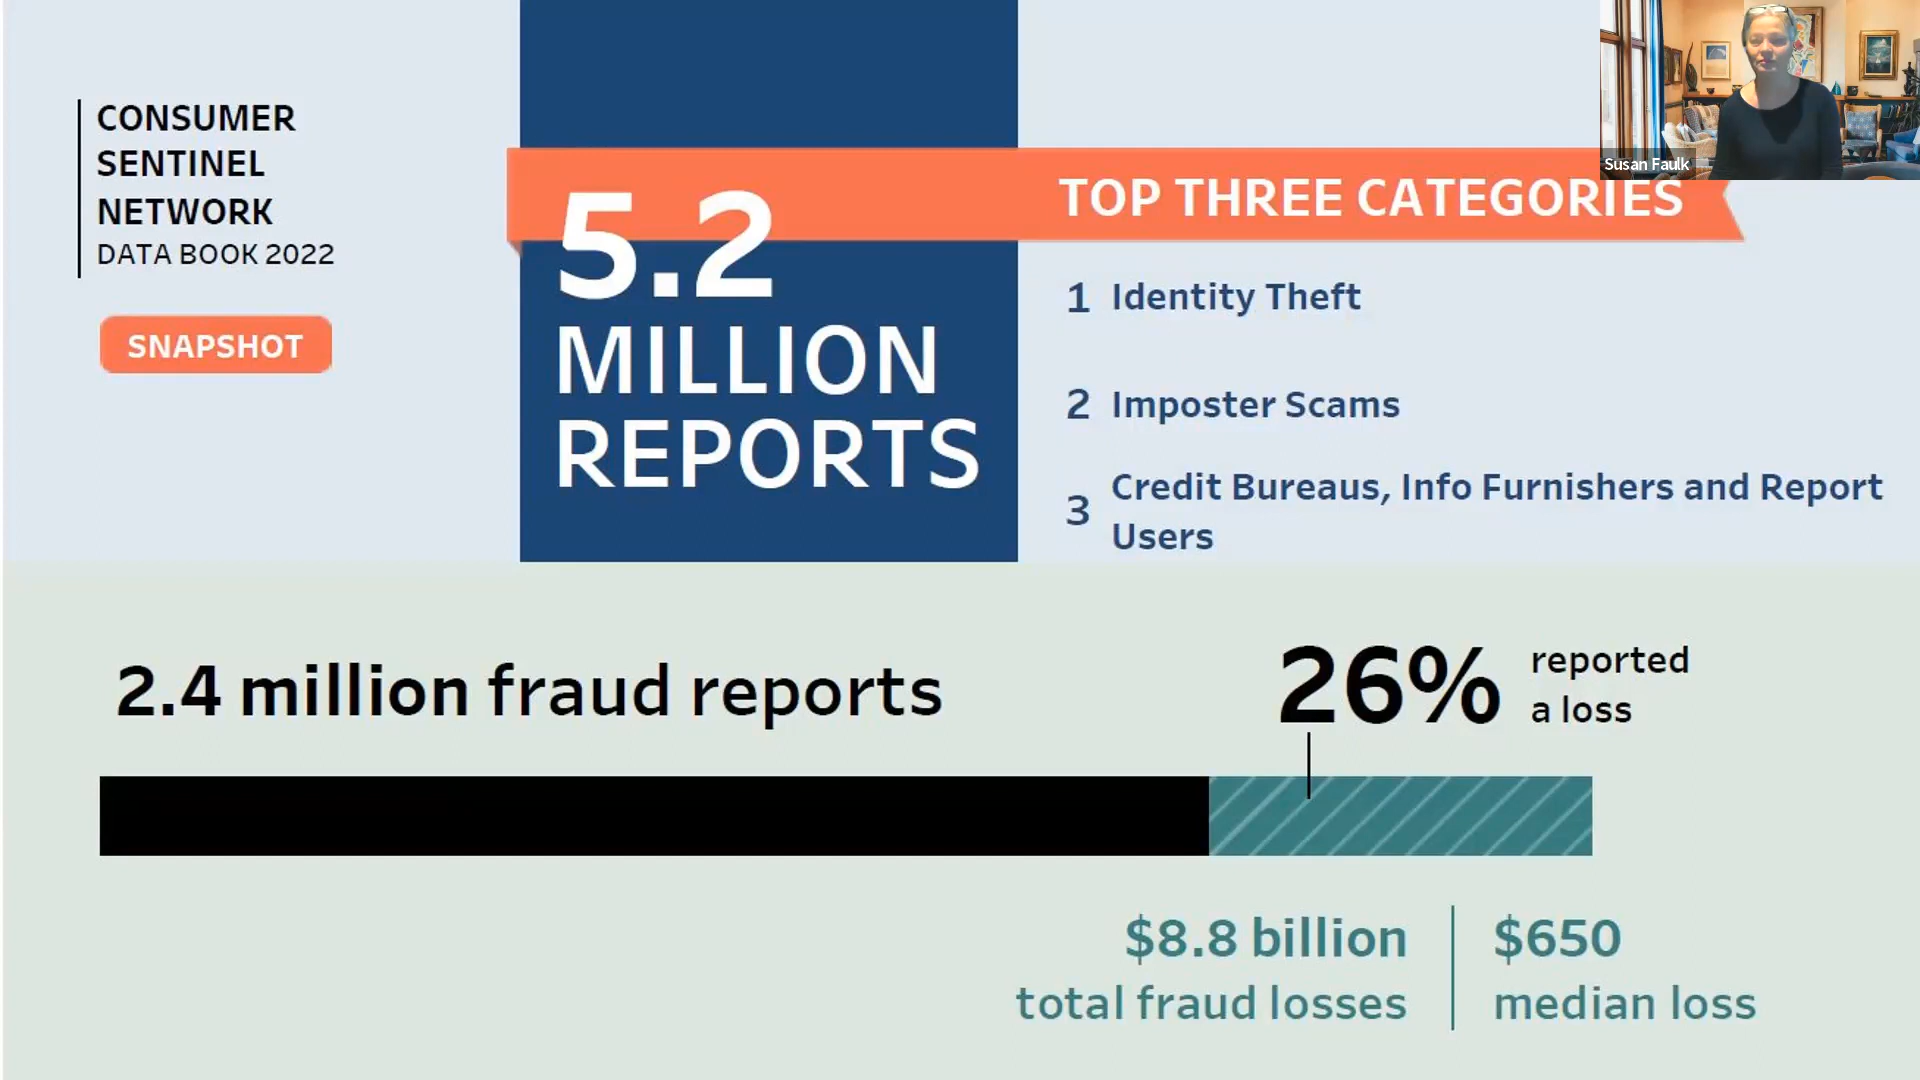 CONSUMER
SENTINEL
NETWORK
DATA BOOK 2022
SNAPSHOT
5.2
MILLION
REPORTS
TOP THREE CATEGORIES
1 Identity Theft
2 Imposter Scams
3 Credit Bureaus, Info Furnishers and Report
Users
Susan Faulk
2.4 million fraud reports
26% reported
a loss
$8.8 billion
total fraud losses
$650
median loss